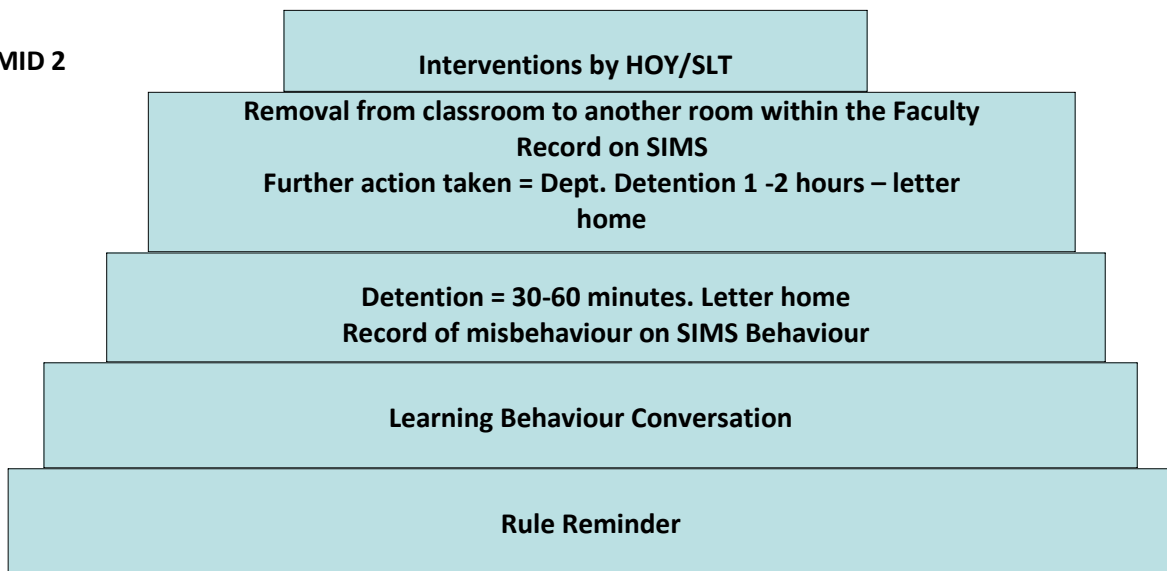 MID 2
Interventions by HOY/SLT
Removal from classroom to another room within the Faculty
Record on SIMS
Further action taken = Dept. Detention 1 -2 hours – letter
home
Detention = 30-60 minutes. Letter home
Record of misbehaviour on SIMS Behaviour
Learning Behaviour Conversation
Rule Reminder